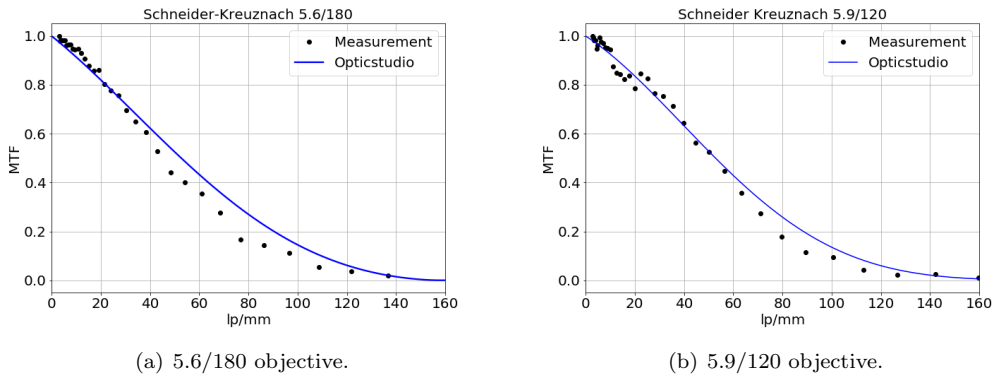 Schneider-Kreuznach 5.6/180
1.0
0.8
0.6
0.4
0.2
0.0
MTF
0 20 40 60 80 100 120 140 160
lp/mm
Measurement
Opticstudio
(a) 5.6/180 objective.
Schneider Kreuznach 5.9/120
1.0
0.8
0.6
0.4
0.2
0.0
MTF
0 20 40 60 80 100 120 140 160
lp/mm
Measurement
Opticstudio
(b) 5.9/120 objective.